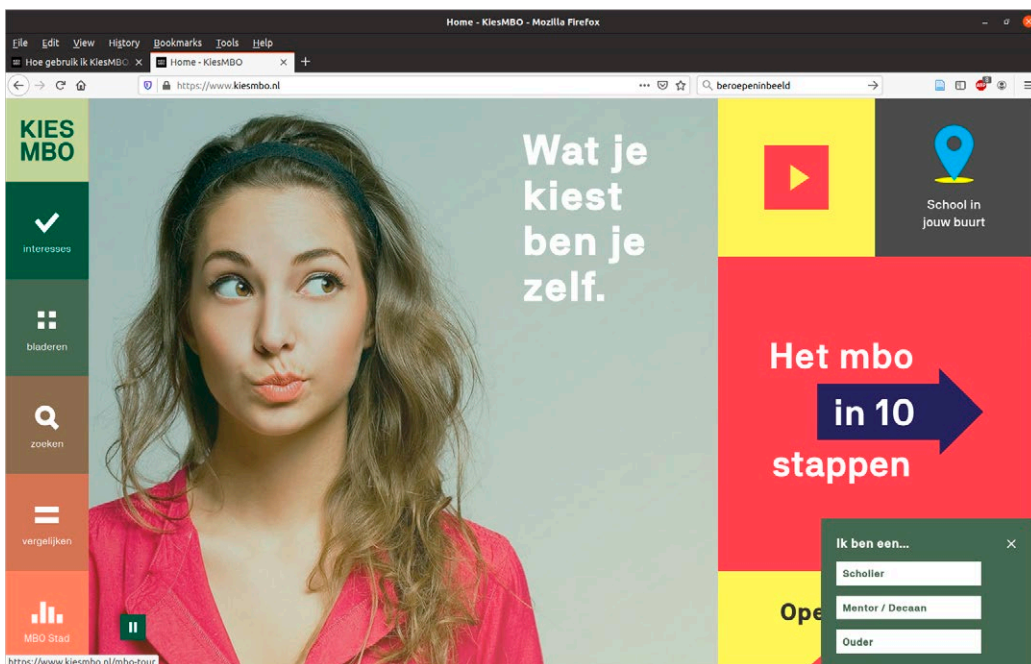 Home - KiesMBO - Mozilla Firefox
File Edit View History Bookmarks Tools Help
Hoe gebruik ik KiesMBO
Home - KiesMBO
https://www.kiesmbo.nl
beroepeninbeeld
KIES
MBO
interesses
bladeren
zoeken
vergelijken
MBO Stad
Wat je
kiest
ben je
zelf.
School in
jouw buurt
Het mbo
in 10
stappen
Ope
Ik ben een...
Scholier
Mentor / Decaan
Ouder
https://www.kiesmbo.nl/mbo-tour